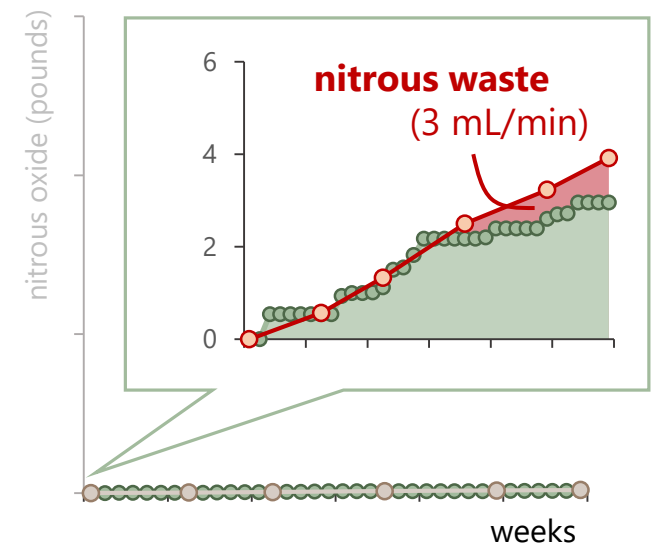 nitrous oxide (pounds)
6
nitrous waste
(3 mL/min)
4
2
0
weeks